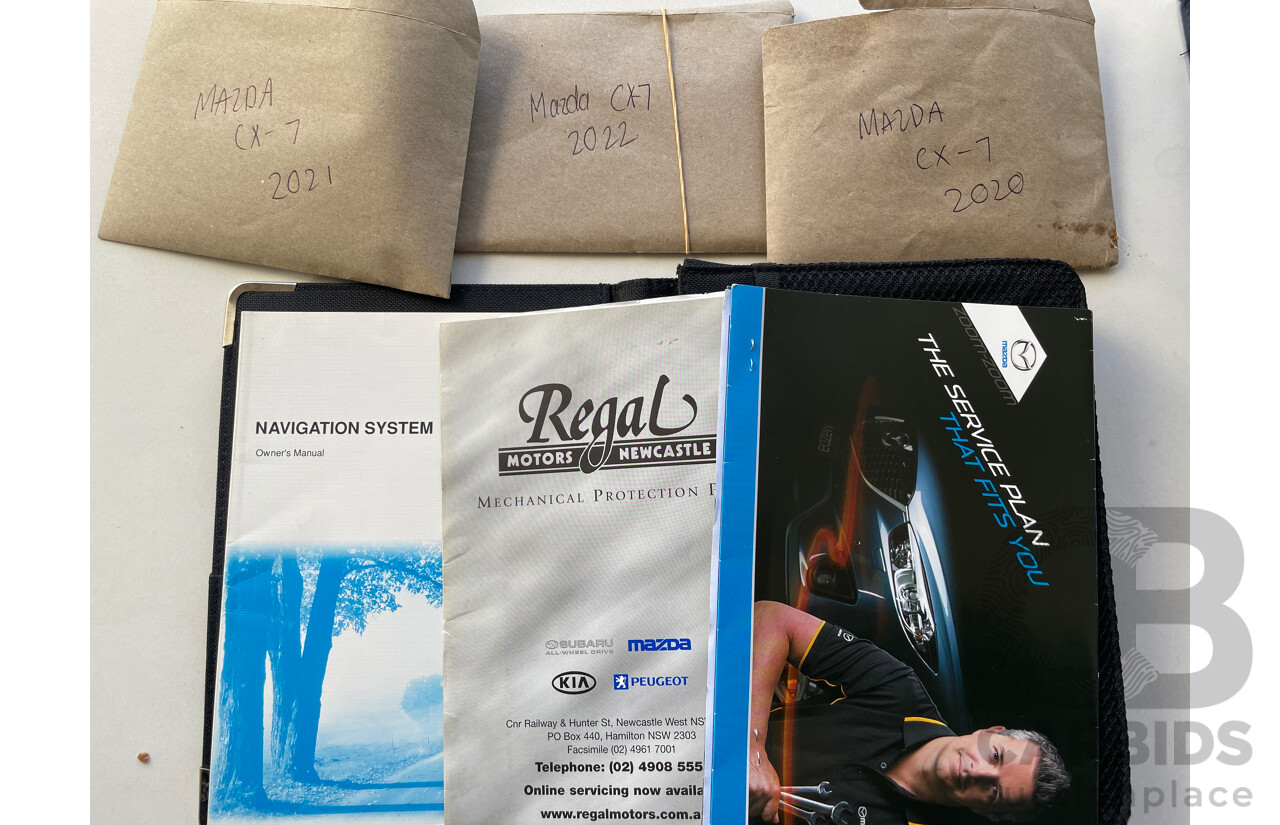 MAZDA
CX-7
2021
Mazda CX7
2022
MAZDA
CX-7
2020
NAVIGATION SYSTEM
Owner's Manual
Regal
MOTORS NEWCASTLE
MECHANICAL PROTECTION
SUBARU
ALL-WHEEL DRIVE
mazda
KIA
PEUGEOT
Cnr Railway & Hunter St, Newcastle West NS
PO Box 440, Hamilton NSW 2303
Facsimile (02) 4961 7001
Telephone: (02) 4908 555
Online servicing now availa
www.regalmotors.com.a
zoom-zoom
mazda
THE SERVICE PLAN
THAT FITS YOU
BIDS
place